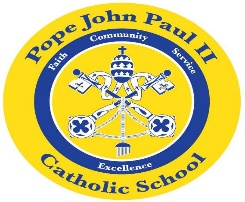 Pope John Paul II
Faith
Community
Service
Excellence
Catholic School